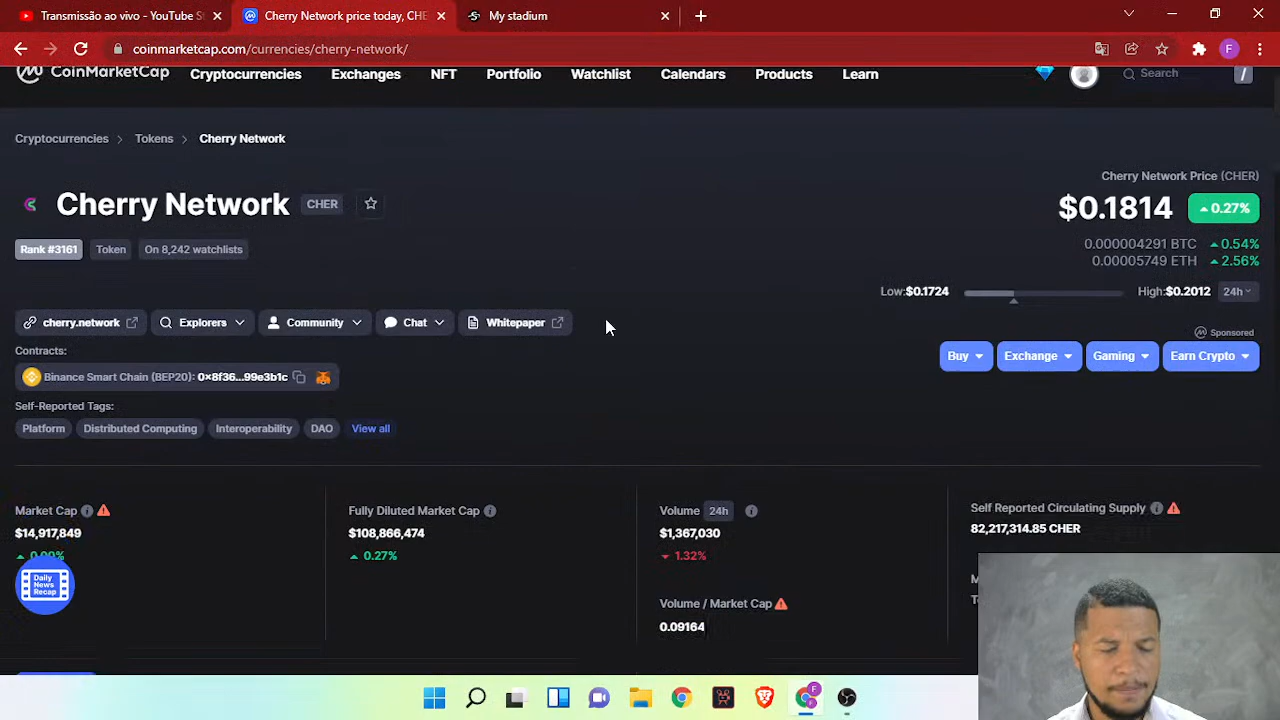 Transmissão ao vivo - YouTube S
Cherry Network price today, CHE
My stadium
coinmarketcap.com/currencies/cherry-network/
F
CoinMarketCap
Cryptocurrencies
Exchanges
NFT
Portfolio
Watchlist
Calendars
Products
Learn
Search
/
Cryptocurrencies > Tokens > Cherry Network
Cherry Network
CHER
Rank #3161
Token
On 8,242 watchlists
cherry.network
Explorers
Community
Chat
Whitepaper
Contracts:
Binance Smart Chain (BEP20): 0x8f36...99e3b1c
Self-Reported Tags:
Platform
Distributed Computing
Interoperability
DAO
View all
Cherry Network Price (CHER)
$0.1814
0.27%
0.000004291 BTC
0.54%
0.00005749 ETH
2.56%
Low:$0.1724
High:$0.2012
24h
Sponsored
Buy
Exchange
Gaming
Earn Crypto
Market Cap
$14,917,849
Daily
News
Recap
Fully Diluted Market Cap
$108,866,474
0.27%
Volume 24h
$1,367,030
1.32%
Volume / Market Cap
0.09164
Self Reported Circulating Supply
82,217,314.85 CHER